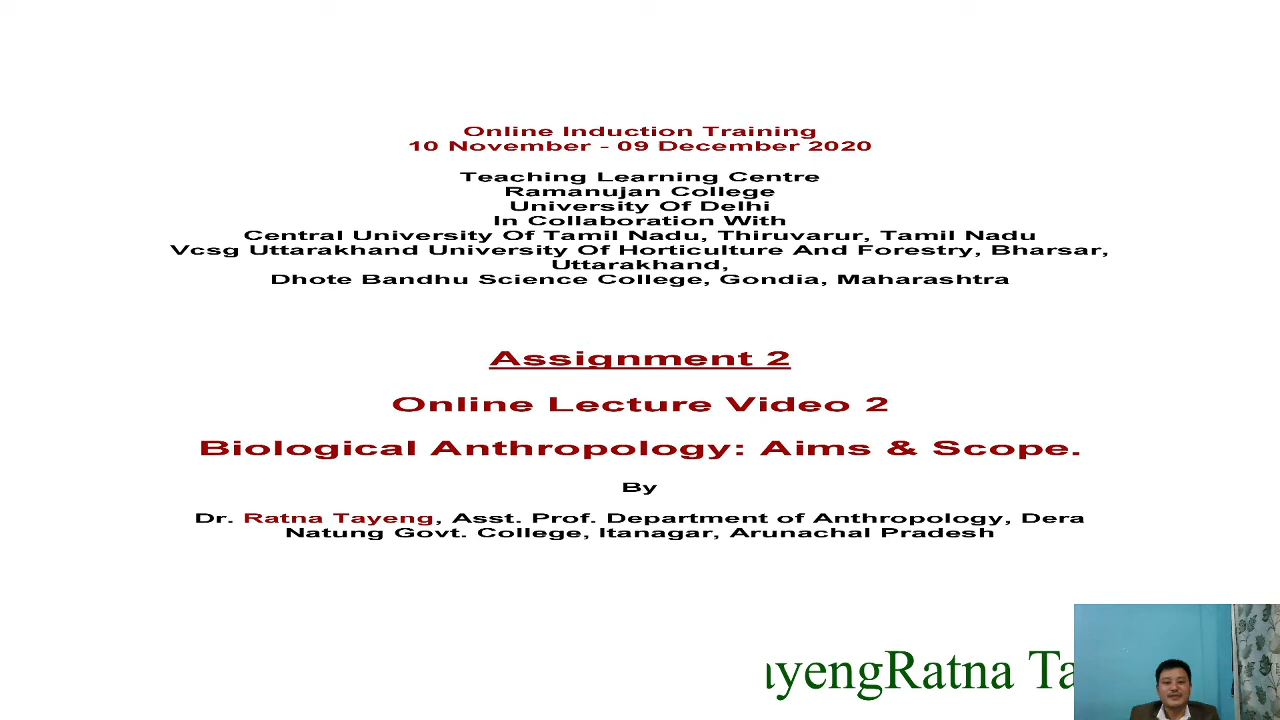 Online Induction Training
10 November - 09 December 2020
Teaching Learning Centre
Ramanujan College
University Of Delhi
In Collaboration With
Central University Of Tamil Nadu, Thiruvarur, Tamil Nadu
Vcsg Uttarakhand University Of Horticulture And Forestry, Bharsar,
Uttarakhand,
Dhote Bandhu Science College, Gondia, Maharashtra
Assignment 2
Online Lecture Video 2
Biological Anthropology: Aims & Scope.
By
Dr. Ratna Tayeng, Asst. Prof. Department of Anthropology, Dera
Natung Govt. College, Itanagar, Arunachal Pradesh
ayengRatna Ta